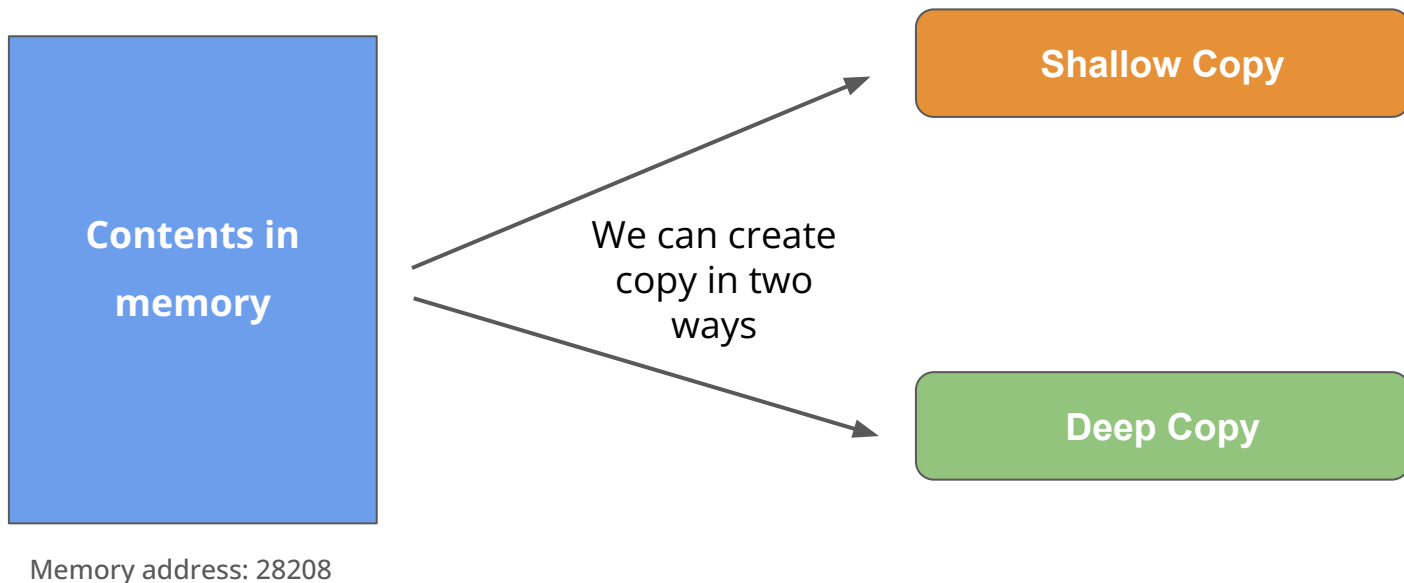 Contents in
memory
Memory address: 28208
We can create
copy in two
ways
Shallow Copy
Deep Copy